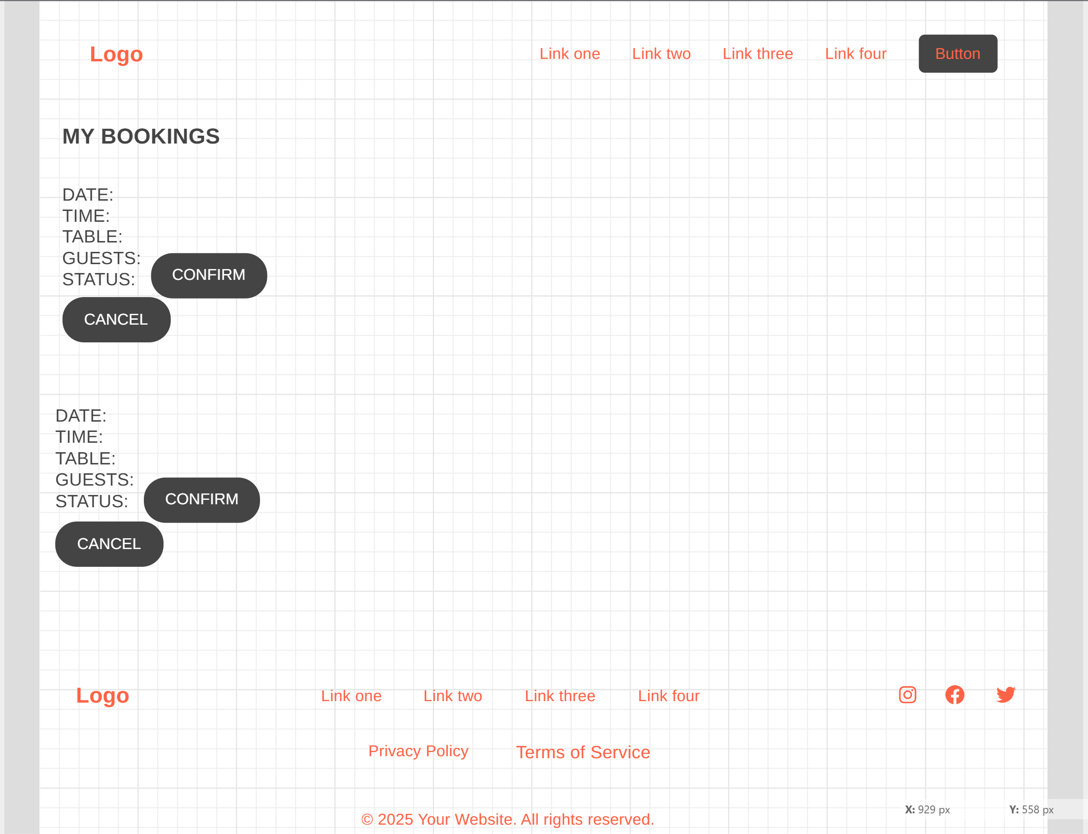 Logo Link one Link two Link three Link four Button
MY BOOKINGS
DATE:
TIME:
TABLE:
GUESTS:
STATUS: CONFIRM
CANCEL
DATE:
TIME:
TABLE:
GUESTS:
STATUS: CONFIRM
CANCEL
Logo Link one Link two Link three Link four
Privacy Policy Terms of Service
X: 929 px Y: 558 px
© 2025 Your Website. All rights reserved.